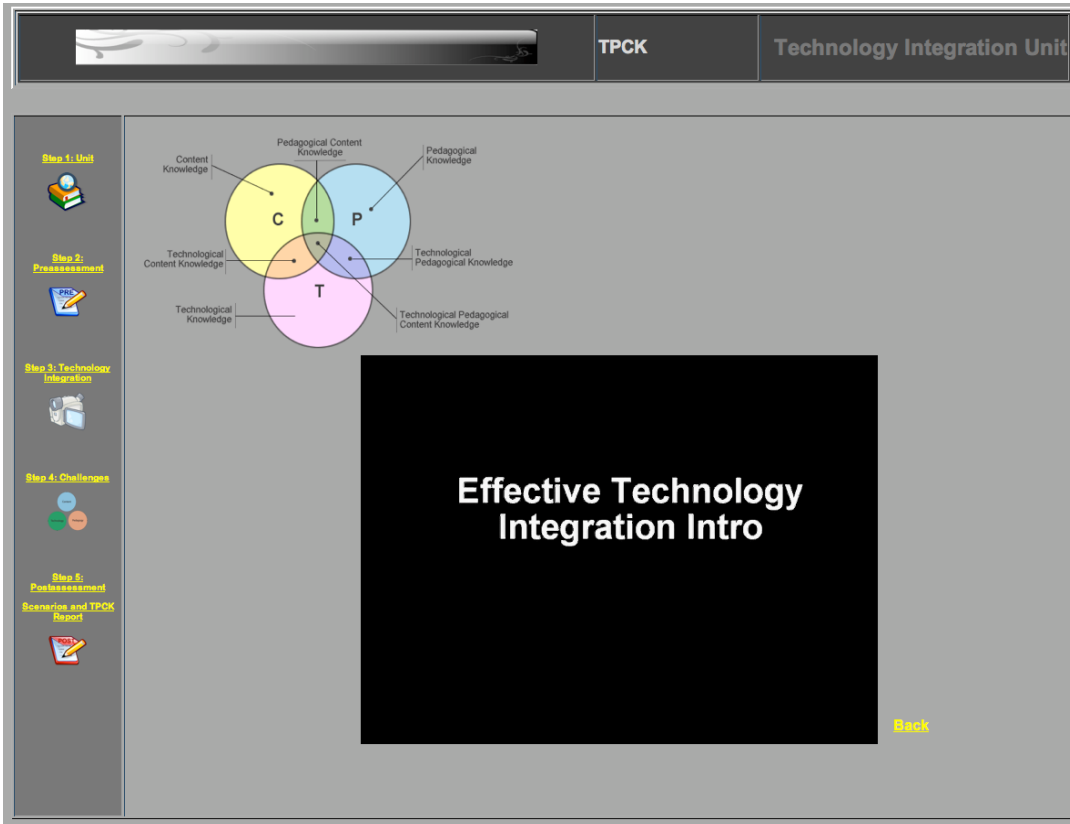 TPCK
Technology Integration Unit
Step 1: Unit
Step 2:
Preassessment
PRE
Step 3: Technology
Integration
Step 4: Challenges
Step 5:
Postassessment
Scenarios and TPCK
Report
POST
Content
Knowledge
Pedagogical Content
Knowledge
Pedagogical
Knowledge
C
P
Technological
Content Knowledge
Technological
Pedagogical Knowledge
T
Technological
Knowledge
Technological Pedagogical
Content Knowledge
Effective Technology
Integration Intro
Back